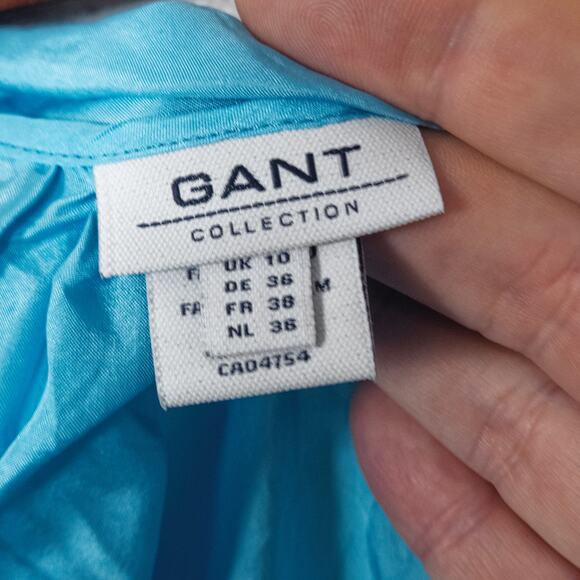 GANT
COLLECTION
UK 10
DE 36
FR 38
NL 36
M
CA04754